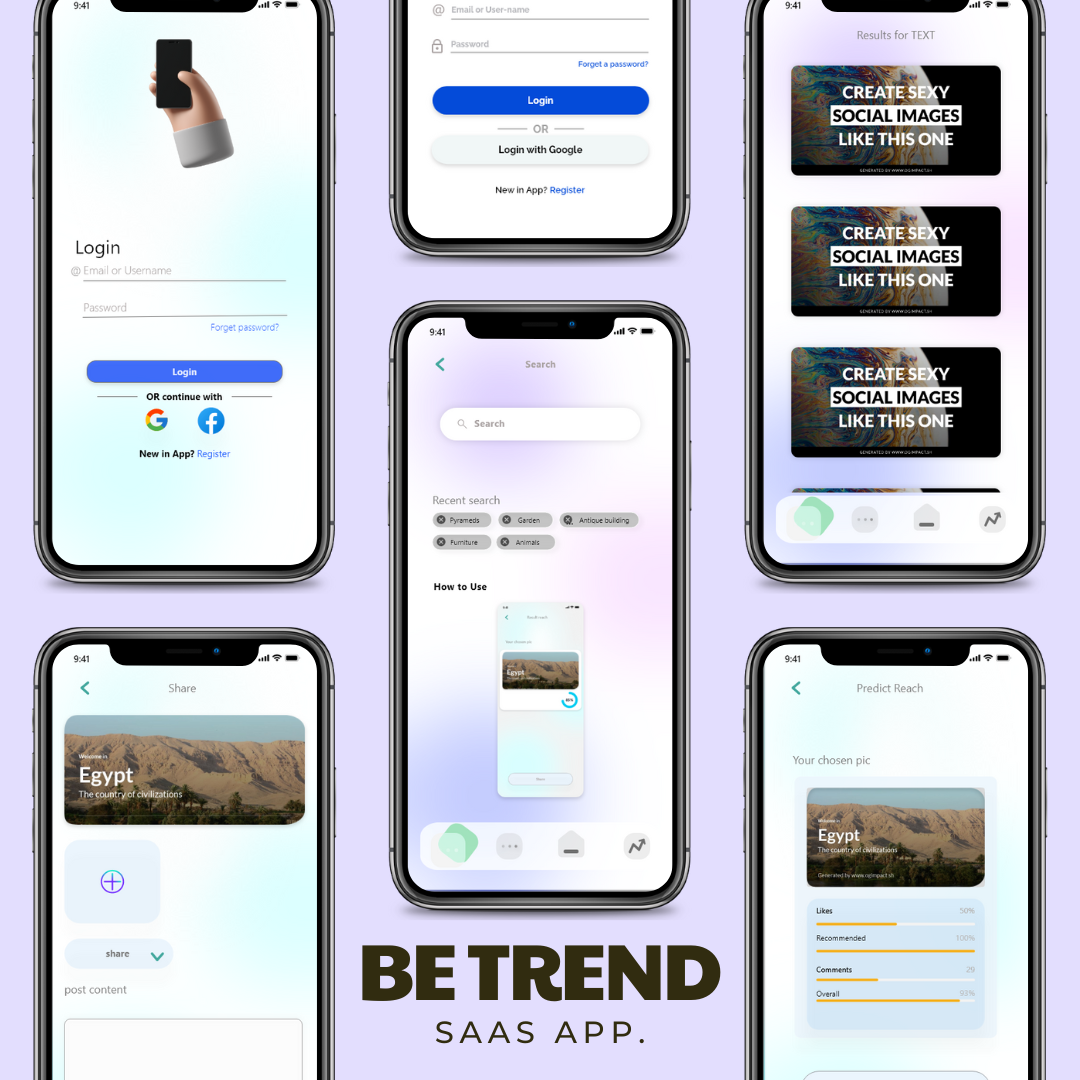 9:41
Login
@ Email or Username
Password
Forget password?
Login
OR continue with
New in App? Register
@ Email or User-name
Password
Forget a password?
Login
OR
Login with Google
New in App? Register
9:41
Results for TEXT
CREATE SEXY
SOCIAL IMAGES
LIKE THIS ONE
GENERATED BY WWW.OGIMPACT.SH
CREATE SEXY
SOCIAL IMAGES
LIKE THIS ONE
GENERATED BY WWW.OGIMPACT.SH
CREATE SEXY
SOCIAL IMAGES
LIKE THIS ONE
GENERATED BY WWW.OGIMPACT.SH
9:41
Search
Search
Recent search
Pyrameds
Garden
Antique building
Furniture
Animals
How to Use
Your chosen pic
Egypt
9:41
Share
Welcome in
Egypt
The country of civilizations
share
post content
9:41
Predict Reach
Your chosen pic
Welcome in
Egypt
The country of civilizations
Generated by www.ogimpact.sh
Likes 50%
Recommended 100%
Comments 29
Overall 93%
BE TREND
SAAS APP.